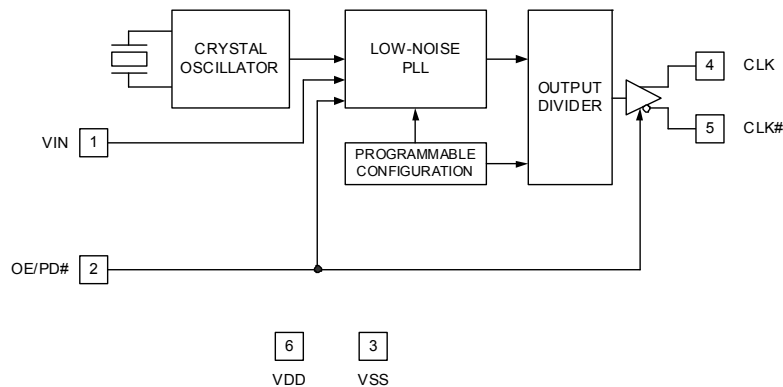 CRYSTAL
OSCILLATOR
LOW-NOISE
PLL
OUTPUT
DIVIDER
4 CLK
5 CLK#
VIN 1
PROGRAMMABLE
CONFIGURATION
OE/PD# 2
6 3
VDD VSS